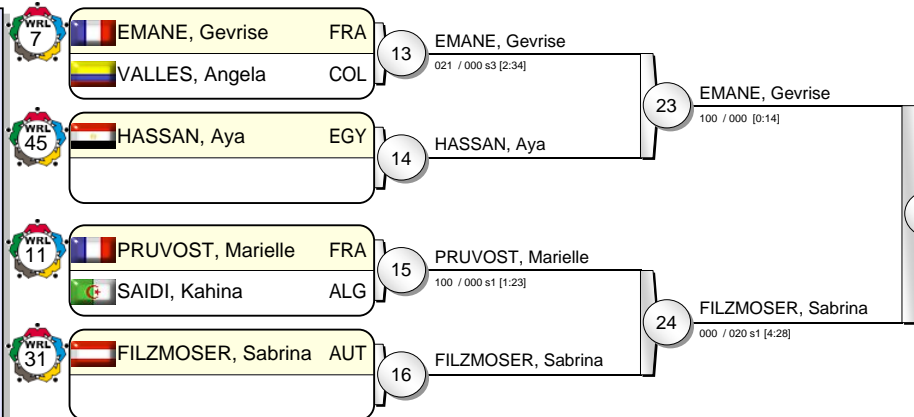 WRL
7
EMANE, Gevrise FRA
VALLES, Angela COL
13
EMANE, Gevrise
021 / 000 s3 [2:34]
23
EMANE, Gevrise
100 / 000 [0:14]
WRL
45
HASSAN, Aya EGY
14
HASSAN, Aya
WRL
11
PRUVOST, Marielle FRA
SAIDI, Kahina ALG
15
PRUVOST, Marielle
100 / 000 s1 [1:23]
24
FILZMOSER, Sabrina
000 / 020 s1 [4:28]
WRL
31
FILZMOSER, Sabrina AUT
16
FILZMOSER, Sabrina